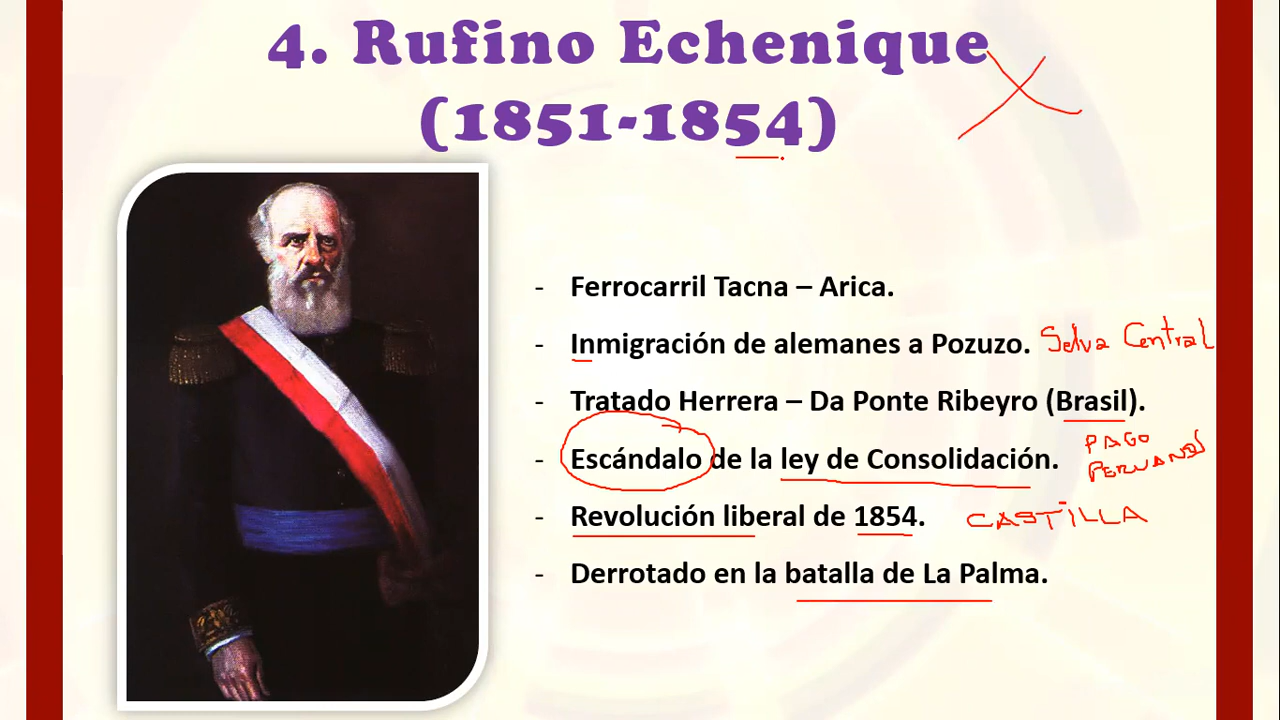 4. Rufino Echenique
(1851-1854)
- Ferrocarril Tacna – Arica.
- Inmigración de alemanes a Pozuzo. Selva Central
- Tratado Herrera – Da Ponte Ribeyro (Brasil).
- Escándalo de la ley de Consolidación. PAGO
PERUANOS
- Revolución liberal de 1854. CASTILLA
- Derrotado en la batalla de La Palma.